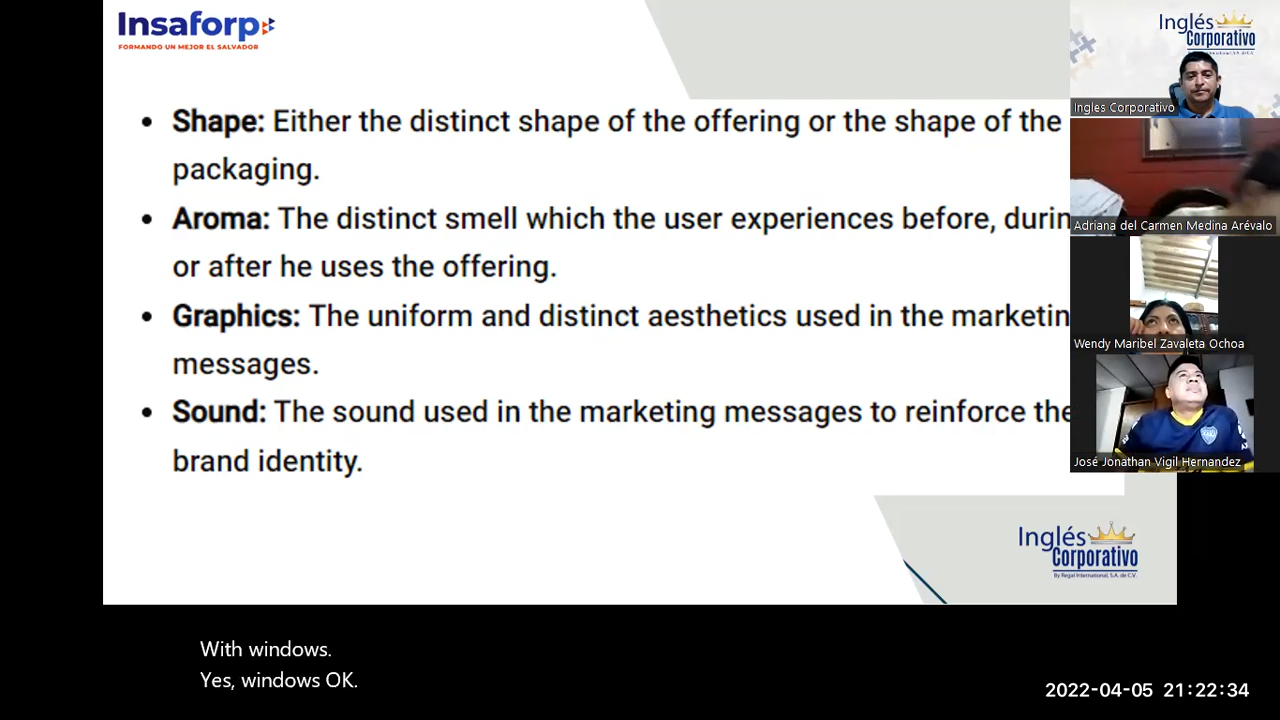 Insaforp
FORMANDO UN MEJOR EL SALVADOR
Inglés
Corporativo
Ingles Corporativo
• Shape: Either the distinct shape of the offering or the shape of the
packaging.
• Aroma: The distinct smell which the user experiences before, durin
or after he uses the offering.
• Graphics: The uniform and distinct aesthetics used in the marketin
messages.
• Sound: The sound used in the marketing messages to reinforce the
brand identity.
Adriana del Carmen Medina Arévalo
Wendy Maribel Zavaleta Ochoa
José Jonathan Vigil Hernandez
Inglés
Corporativo
By Regal International, S.A. de C.V.
With windows.
Yes, windows OK.
2022-04-05 21:22:34